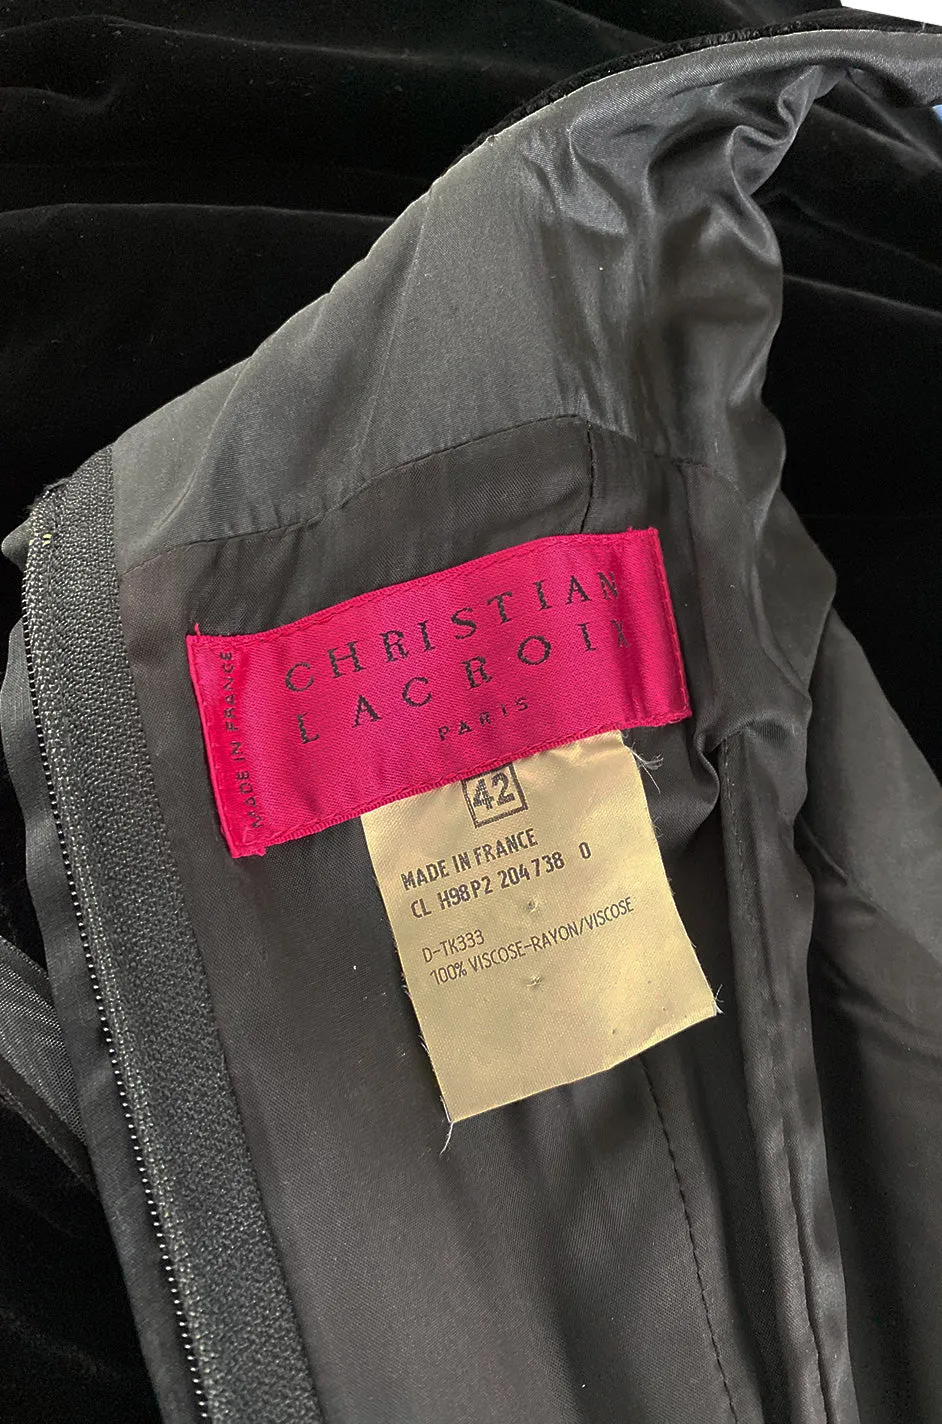 CHRISTIAN
LACROIX
PARIS
MADE IN FRANCE
42
MADE IN FRANCE
CL H98P2 204738 0
D-TK333
100% VISCOSE-RAYON/VISCOSE